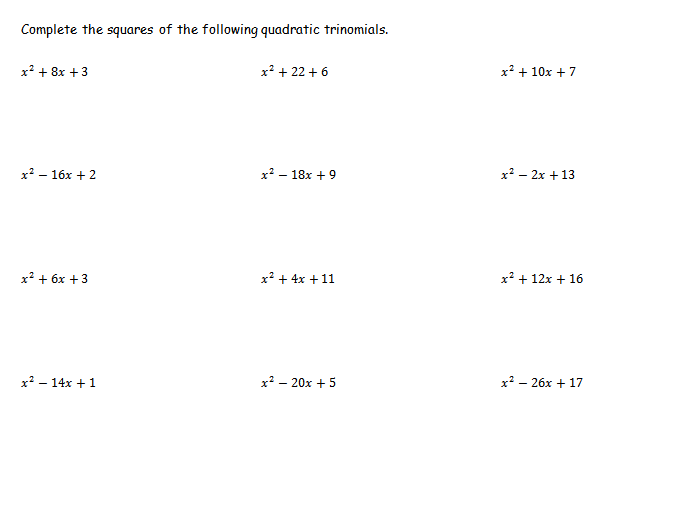 Complete the squares of the following quadratic trinomials.
x² + 8x + 3 x² + 22 + 6 x² + 10x + 7
x² − 16x + 2 x² − 18x + 9 x² − 2x + 13
x² + 6x + 3 x² + 4x + 11 x² + 12x + 16
x² − 14x + 1 x² − 20x + 5 x² − 26x + 17